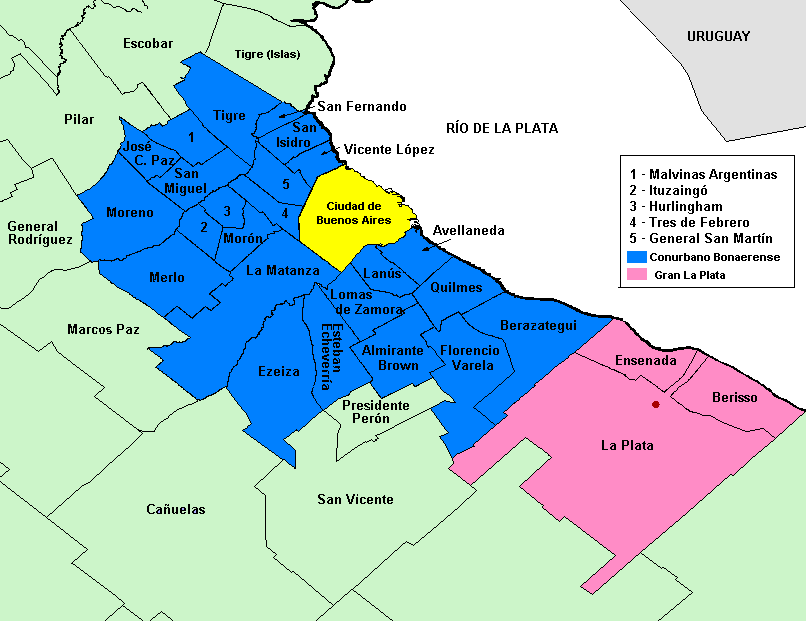 URUGUAY
Escobar
Tigre (Islas)
Pilar
Tigre
San Fernando
RÍO DE LA PLATA
San
Isidro
1
José
C. Paz
Vicente López
San
Miguel
5
Moreno
3
4
2
Morón
Ciudad de
Buenos Aires
General
Rodríguez
Avellaneda
Merlo
La Matanza
Lanús
Quilmes
Lomas
de Zamora
Marcos Paz
Esteban
Echeverría
Berazategui
Almirante
Brown
Florencio
Varela
Ezeiza
Ensenada
Presidente
Perón
Berisso
La Plata
San Vicente
Cañuelas
1 - Malvinas Argentinas
2 - Ituzaingó
3 - Hurlingham
4 - Tres de Febrero
5 - General San Martín
Conurbano Bonaerense
Gran La Plata